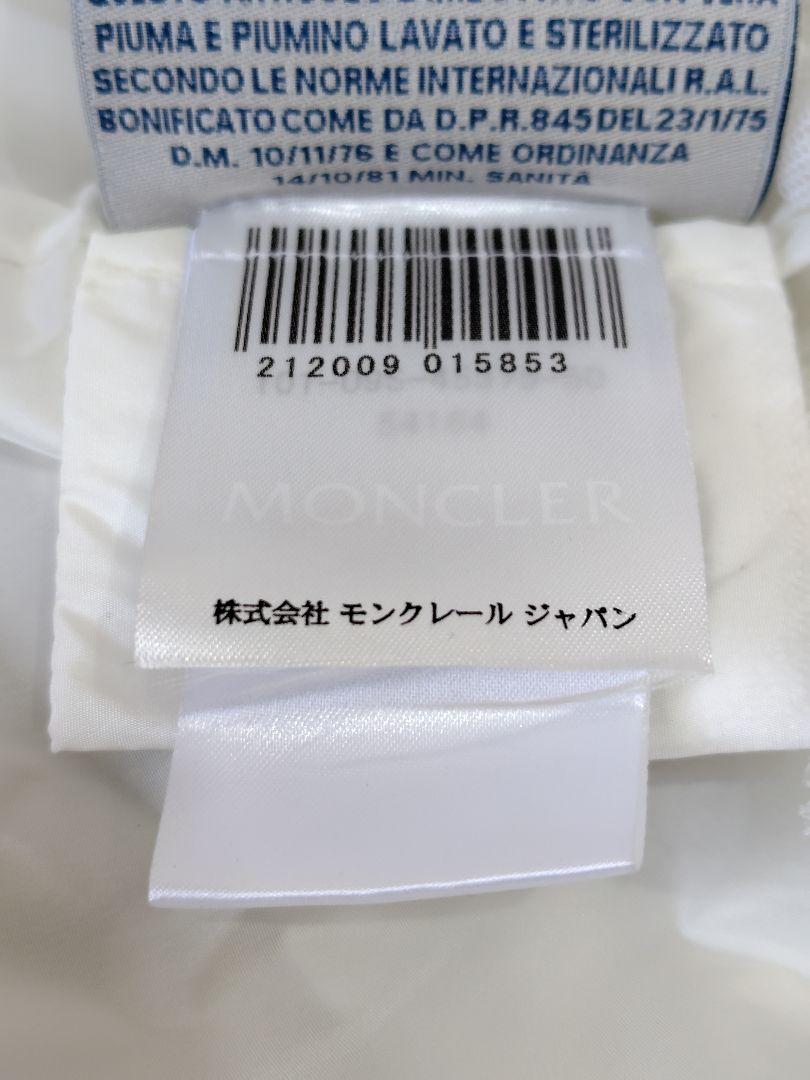 PIUMA E PIUMINO LAVATO E STERILIZZATO
SECONDO LE NORME INTERNAZIONALI R.A.L.
BONIFICATO COME DA D.P.R.845 DEL 23/1/75
D.M. 10/11/76 E COME ORDINANZA
14/10/81 MIN. SANITÀ
212009 015853
MONCLER
株式会社 モンクレール ジャパン